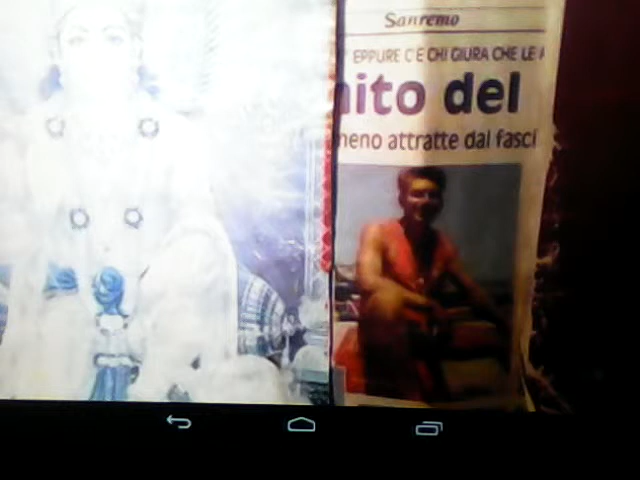 Sanremo
EPPURE C'È CHI GIURA CHE LE
nito del
meno attratte dal fasci